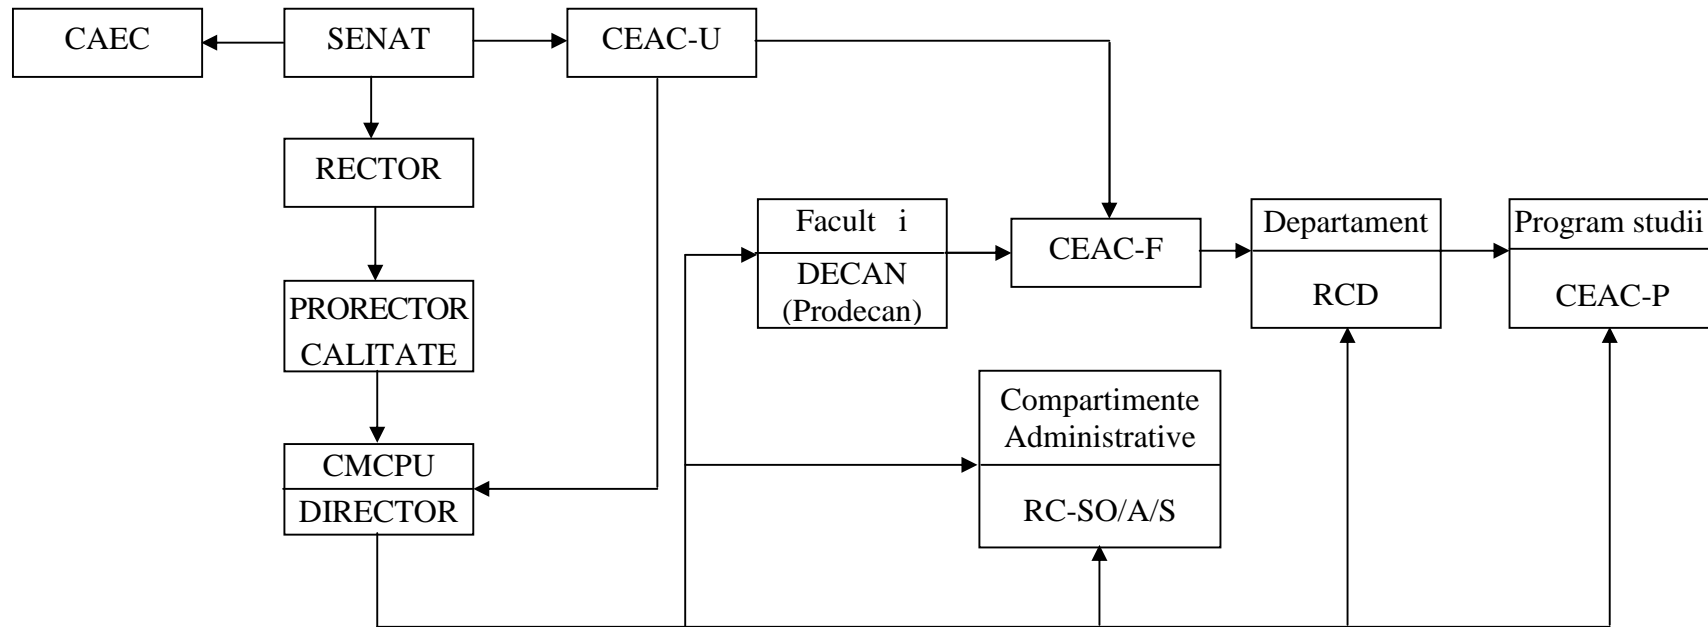 CAEC
SENAT
CEAC-U
RECTOR
PRORECTOR
CALITATE
CMCPU
DIRECTOR
Facult i
DECAN
(Prodecan)
CEAC-F
Departament
RCD
Program studii
CEAC-P
Compartimente
Administrative
RC-SO/A/S